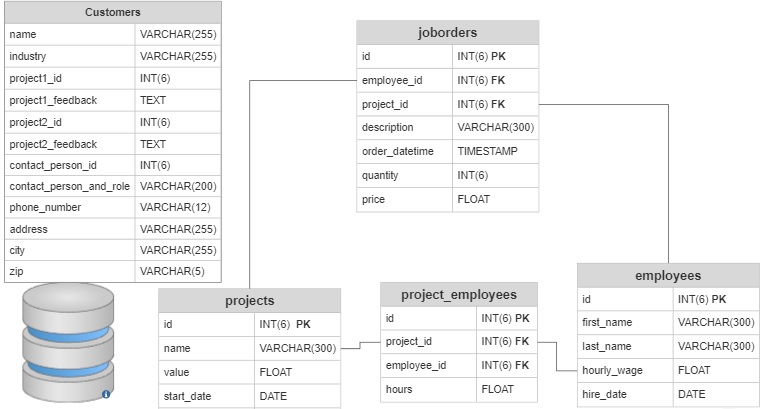 Customers
name VARCHAR(255)
industry VARCHAR(255)
project1_id INT(6)
project1_feedback TEXT
project2_id INT(6)
project2_feedback TEXT
contact_person_id INT(6)
contact_person_and_role VARCHAR(200)
phone_number VARCHAR(12)
address VARCHAR(255)
city VARCHAR(255)
zip VARCHAR(5)
joborders
id INT(6) PK
employee_id INT(6) FK
project_id INT(6) FK
description VARCHAR(300)
order_datetime TIMESTAMP
quantity INT(6)
price FLOAT
projects
id INT(6) PK
name VARCHAR(300)
value FLOAT
start_date DATE
project_employees
id INT(6) PK
project_id INT(6) FK
employee_id INT(6) FK
hours FLOAT
employees
id INT(6) PK
first_name VARCHAR(300)
last_name VARCHAR(300)
hourly_wage FLOAT
hire_date DATE